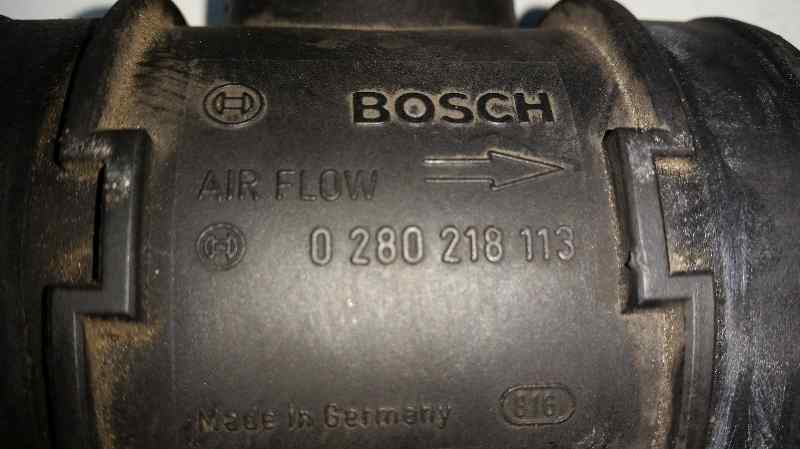 BOSCH
AIR FLOW
0 280 218 113
Made in Germany 816